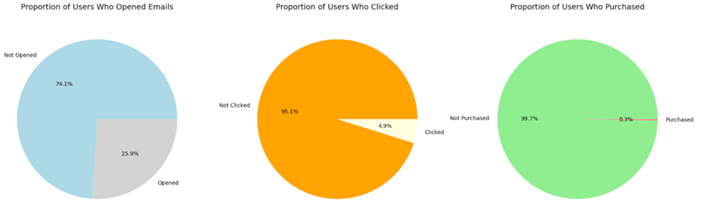 Proportion of Users Who Opened Emails
Not Opened
74.1%
25.9%
Opened
Proportion of Users Who Clicked
Not Clicked
95.1%
4.9%
Clicked
Proportion of Users Who Purchased
Not Purchased
99.7%
0.3%
Purchased